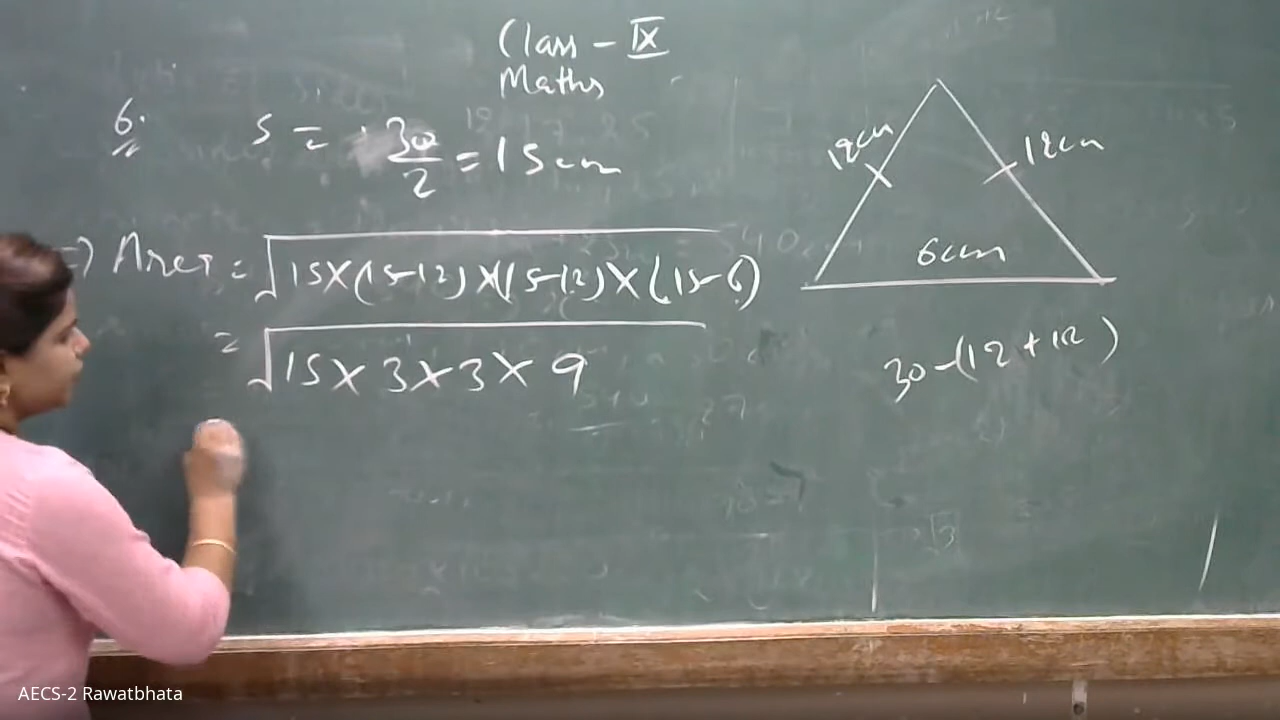 Class - IX
Maths
6.
s = 30/2 = 15 cm
⇒ Area = √15×(15-12)×(15-12)×(15-6)
= √15×3×3×9
12cm
12cm
6cm
30-(12+12)
AECS-2 Rawatbhata